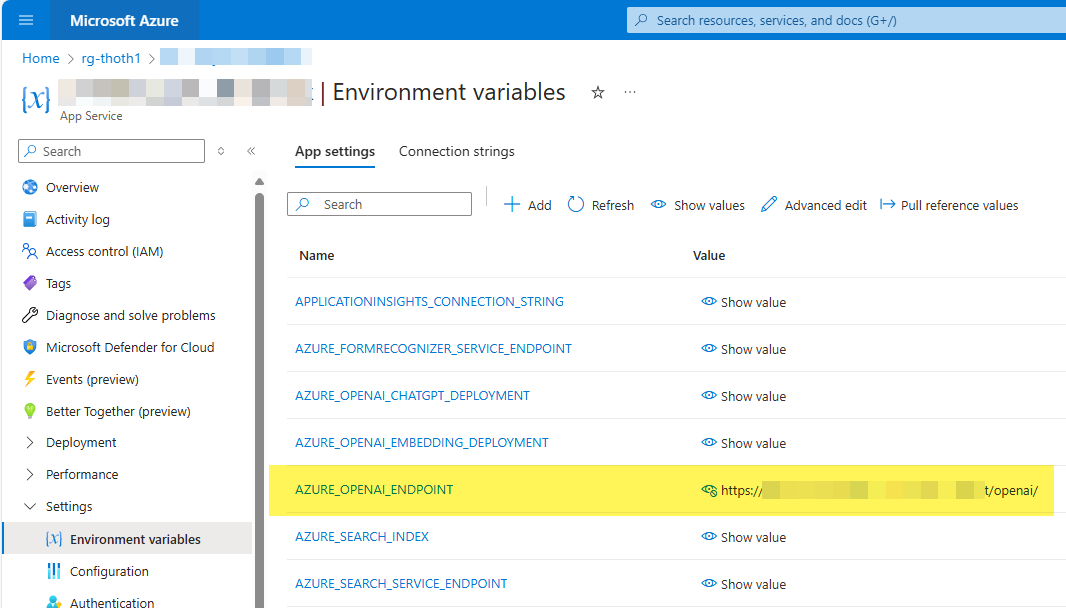 Microsoft Azure
Search resources, services, and docs (G+/)
Home > rg-thoth1 >
{x} | Environment variables ☆ ...
App Service
Search
Overview
Activity log
Access control (IAM)
Tags
Diagnose and solve problems
Microsoft Defender for Cloud
Events (preview)
Better Together (preview)
Deployment
Performance
Settings
Environment variables
Configuration
Authentication
App settings Connection strings
Search
Add Refresh Show values Advanced edit Pull reference values
Name Value
APPLICATIONINSIGHTS_CONNECTION_STRING Show value
AZURE_FORMRECOGNIZER_SERVICE_ENDPOINT Show value
AZURE_OPENAI_CHATGPT_DEPLOYMENT Show value
AZURE_OPENAI_EMBEDDING_DEPLOYMENT Show value
AZURE_OPENAI_ENDPOINT https:// t/openai/
AZURE_SEARCH_INDEX Show value
AZURE_SEARCH_SERVICE_ENDPOINT Show value